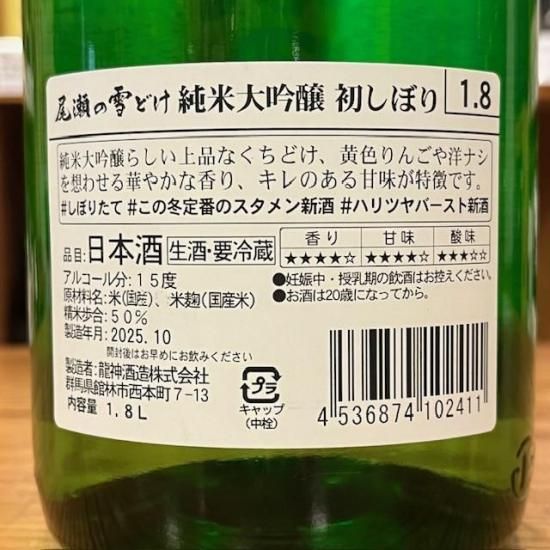 尾瀬の雪どけ 純米大吟醸 初しぼり 1.8
純米大吟醸らしい上品なくちどけ、黄色りんごや洋ナシ
を想わせる華やかな香り、キレのある甘味が特徴です。
#しぼりたて #この冬定番のスタメン新酒 #ハリツヤバースト新酒
品目:日本酒 生酒・要冷蔵
アルコール分:15度
原材料名:米(国産)、米麹(国産米)
精米歩合:50%
製造年月:2025.10
開封後はお早めにお飲みください
製造者:龍神酒造株式会社
群馬県館林市西本町7-13
内容量:1.8L
香り 甘味 酸味
★★★★☆ ★★★★☆ ★★★☆☆
●妊娠中・授乳期の飲酒はお控えください。
●お酒は20歳になってから。
プラ
キャップ
(中栓)
4 536874 102411